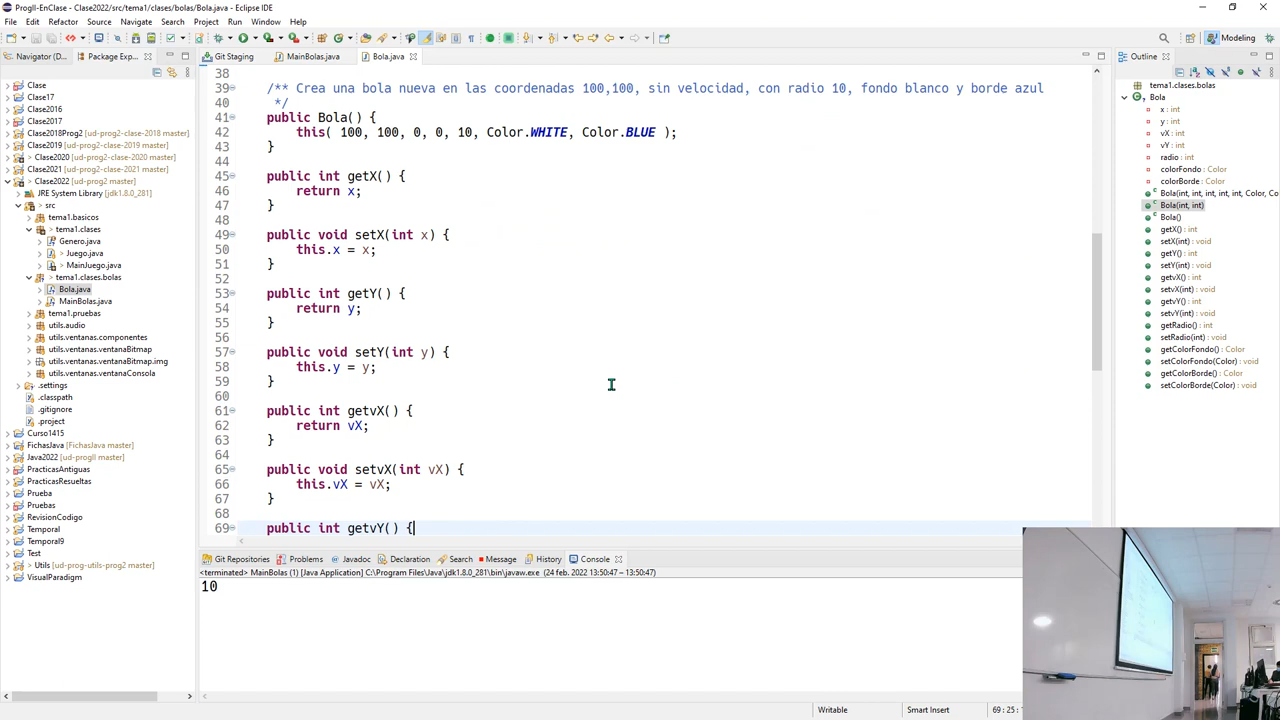 ProgII-EnClase - Clase2022/src/tema1/clases/bolas/Bola.java - Eclipse IDE
File Edit Refactor Source Navigate Search Project Run Window Help
Modeling
Navigator (D...
Package Exp...
Clase
Clase17
Clase2016
Clase2017
Clase2018Prog2 [ud-prog2-clase-2018 master]
Clase2019 [ud-prog2-clase-2019 master]
> Clase2020 [ud-prog2-clase-2020 master]
Clase2021 [ud-prog2-clase-2021 master]
> Clase2022 [ud-prog2 master]
JRE System Library [jdk1.8.0_281]
> src
tema1.basicos
tema1.clases
Genero.java
Juego.java
MainJuego.java
> tema1.clases.bolas
Bola.java
MainBolas.java
tema1.pruebas
utils.audio
utils.ventanas.componentes
utils.ventanas.ventanaBitmap
utils.ventanas.ventanaBitmap.img
utils.ventanas.ventanaConsola
.settings
.classpath
.gitignore
.project
Curso1415
FichasJava [FichasJava master]
Java2022 [ud-progII master]
PracticasAntiguas
PracticasResueltas
Prueba
Pruebas
RevisionCodigo
Temporal
Temporal9
Test
> Utils [ud-prog-utils-prog2 master]
VisualParadigm
Git Staging
MainBolas.java
Bola.java
38
39 /** Crea una bola nueva en las coordenadas 100,100, sin velocidad, con radio 10, fondo blanco y borde azul
40 */
41 public Bola() {
42 this( 100, 100, 0, 0, 10, Color.WHITE, Color.BLUE );
43 }
44
45 public int getX() {
46 return x;
47 }
48
49 public void setX(int x) {
50 this.x = x;
51 }
52
53 public int getY() {
54 return y;
55 }
56
57 public void setY(int y) {
58 this.y = y;
59 }
60
61 public int getvX() {
62 return vX;
63 }
64
65 public void setvX(int vX) {
66 this.vX = vX;
67 }
68
69 public int getvY() {
Outline
tema1.clases.bolas
Bola
x : int
y : int
vX : int
vY : int
radio : int
colorFondo : Color
colorBorde : Color
Bola(int, int, int, int, int, Color, Co
Bola(int, int)
Bola()
getX() : int
setX(int) : void
getY() : int
setY(int) : void
getvX() : int
setvX(int) : void
getvY() : int
setvY(int) : void
getRadio() : int
setRadio(int) : void
getColorFondo() : Color
setColorFondo(Color) : void
getColorBorde() : Color
setColorBorde(Color) : void
Git Repositories Problems Javadoc Declaration Search Message History Console
<terminated> MainBolas (1) [Java Application] C:\Program Files\Java\jdk1.8.0_281\bin\javaw.exe (24 feb. 2022 13:50:47 – 13:50:47)
10
Writable
Smart Insert
69 : 25 : 1